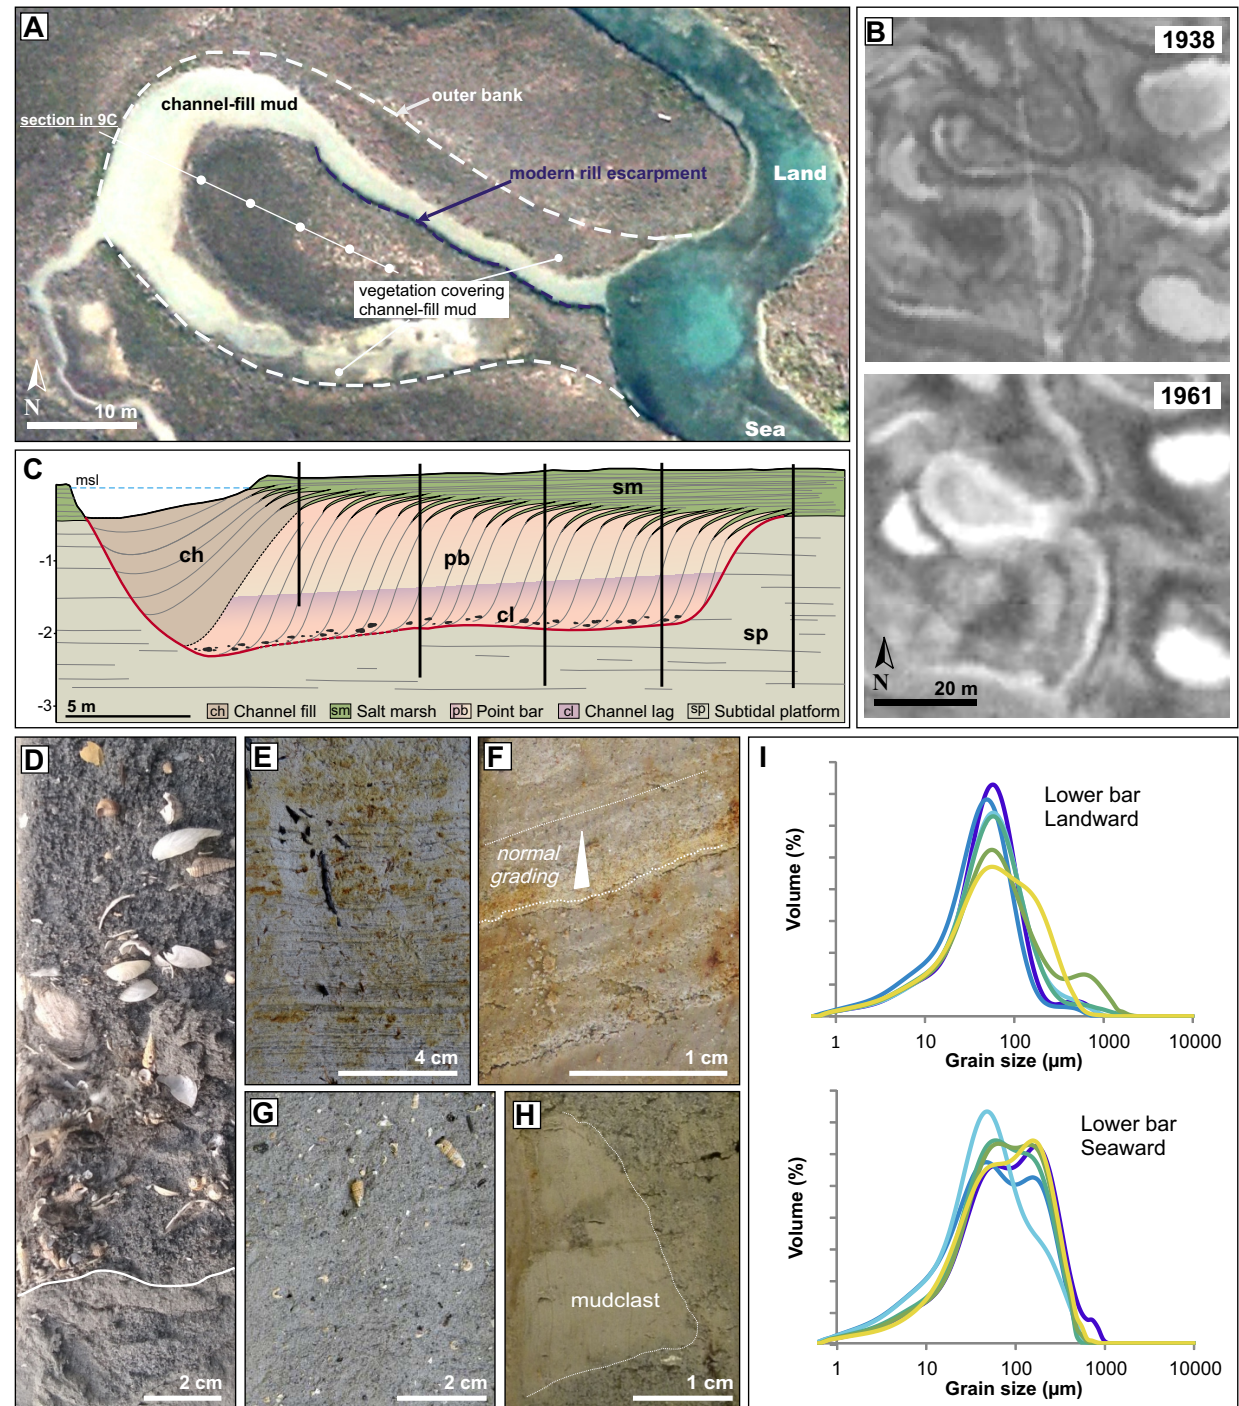 A
channel-fill mud
section in 9C
outer bank
modern rill escarpment
Land
vegetation covering
channel-fill mud
N
10 m
Sea
B
1938
1961
N
20 m
C
msl
sm
ch
pb
-1
cl
-2
sp
-3
5 m
ch Channel fill sm Salt marsh pb Point bar cl Channel lag sp Subtidal platform
D
2 cm
E
4 cm
F
normal
grading
1 cm
G
2 cm
H
mudclast
1 cm
I
Lower bar
Landward
Volume (%)
1 10 100 1000 10000
Grain size (µm)
Lower bar
Seaward
Volume (%)
1 10 100 1000 10000
Grain size (µm)